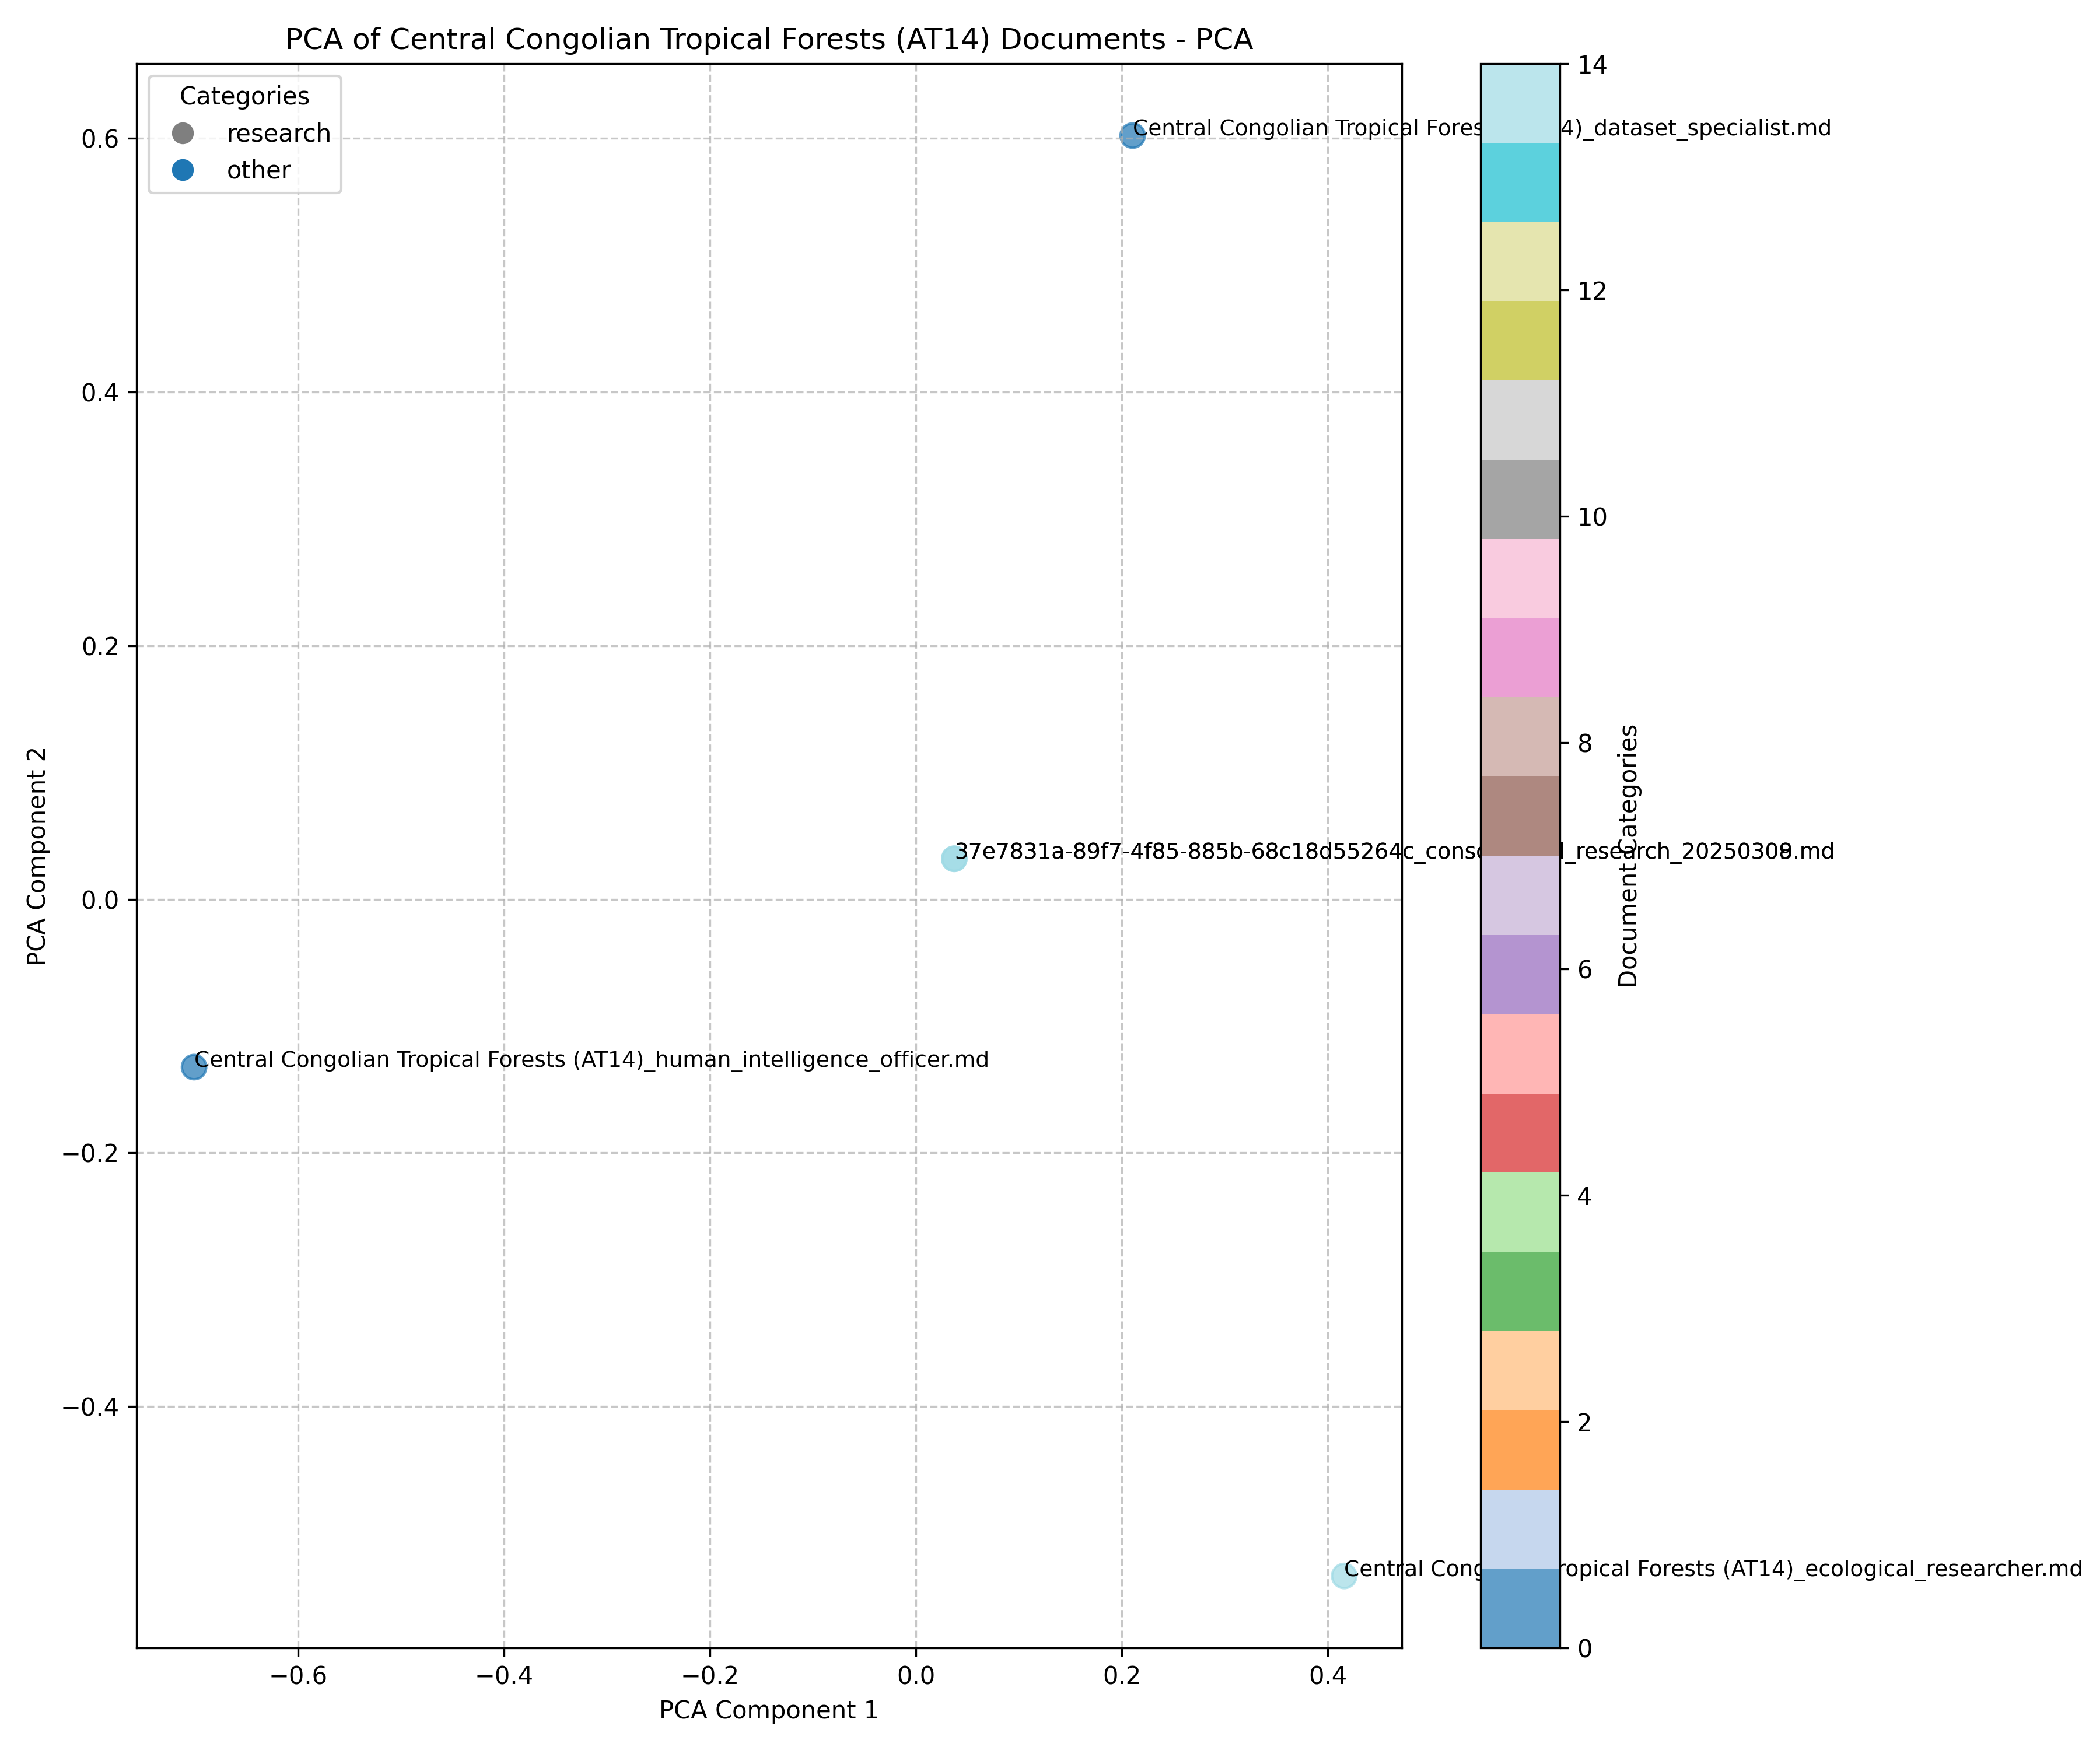 PCA of Central Congolian Tropical Forests (AT14) Documents - PCA
Categories
research
other
Central Congolian Tropical Fores 4)_dataset_specialist.md
37e7831a-89f7-4f85-885b-68c18d55264c_conso l_research_2025030 .md
Central Congolian Tropical Forests (AT14)_human_intelligence_officer.md
Central Cong ropical Forests (AT14)_ecological_researcher.md
0.6
0.4
0.2
0.0
−0.2
−0.4
PCA Component 2
−0.6
−0.4
−0.2
0.0
0.2
0.4
PCA Component 1
14
12
10
8
6
4
2
0
Document Categories